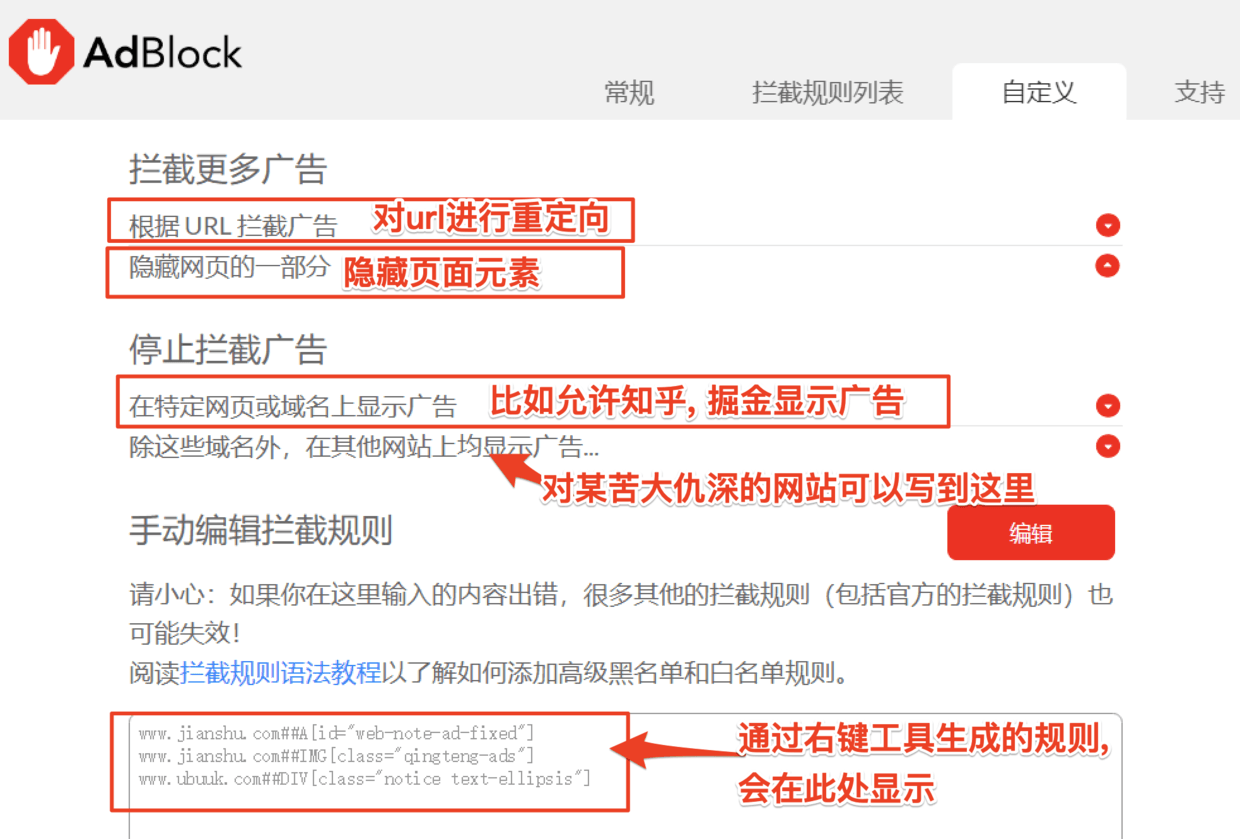 AdBlock
常规 拦截规则列表 自定义 支持
拦截更多广告
根据 URL 拦截广告 对url进行重定向
隐藏网页的一部分 隐藏页面元素
停止拦截广告
在特定网页或域名上显示广告 比如允许知乎, 掘金显示广告
除这些域名外，在其他网站上均显示广告...
对某苦大仇深的网站可以写到这里
手动编辑拦截规则 编辑
请小心：如果你在这里输入的内容出错，很多其他的拦截规则（包括官方的拦截规则）也
可能失效！
阅读拦截规则语法教程以了解如何添加高级黑名单和白名单规则。
www.jianshu.com##A[id="web-note-ad-fixed"]
www.jianshu.com##IMG[class="qingteng-ads"]
www.ubuuk.com##DIV[class="notice text-ellipsis"]
通过右键工具生成的规则,
会在此处显示